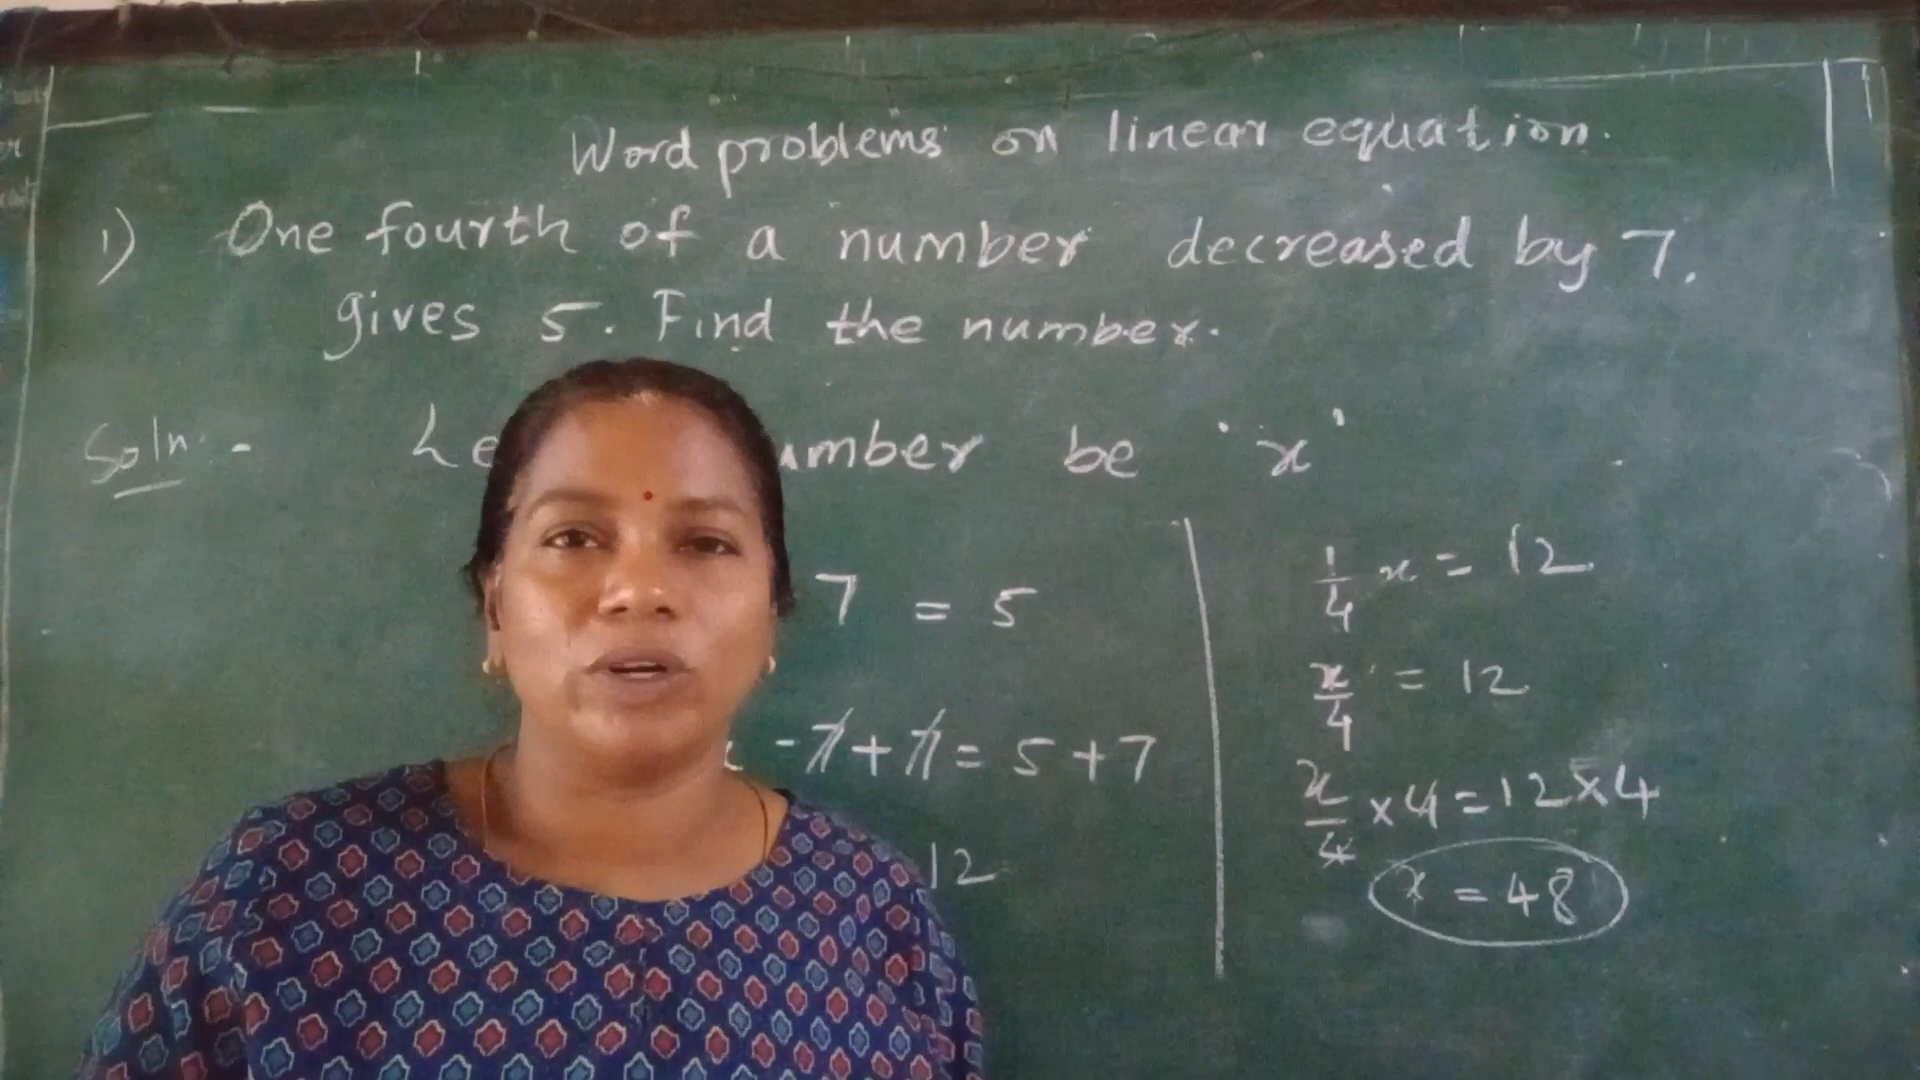 Word problems on linear equation.
1) One fourth of a number decreased by 7.
gives 5. Find the number.
Soln:- Le umber be 'x'
7 = 5
- 7 + 7 = 5 + 7
12
1/4 x = 12
x/4 = 12
x/4 × 4 = 12 × 4
x = 48